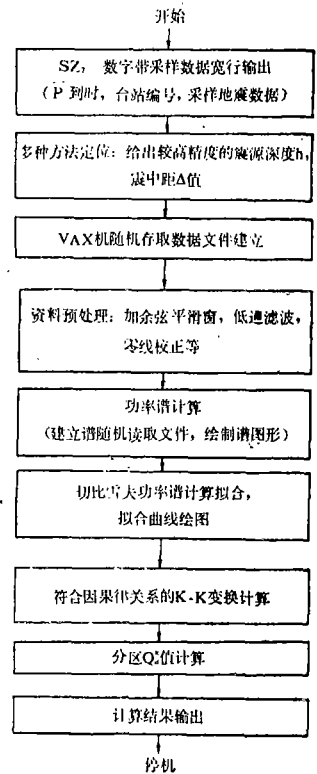 开始
SZ, 数字带采样数据宽行输出
(P 到时, 台站编号, 采样地震数据)
多种方法定位: 给出较高精度的震源深度h,
震中距Δ值
VAX机随机存取数据文件建立
资料预处理: 加余弦平滑窗, 低通滤波,
零线校正等
功率谱计算
(建立谱随机读取文件, 绘制谱图形)
切比雪夫功率谱计算拟合,
拟合曲线绘图
符合因果律关系的K-K变换计算
分区Q值计算
计算结果输出
停机